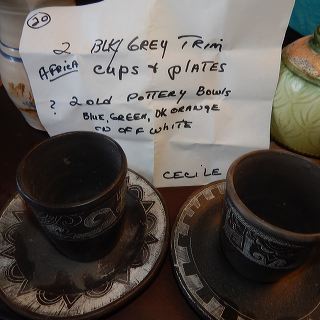 20
2 BLK/GREY TRIM
AFRICA CUPS & PLATES
? 2 OLD POTTERY BOWLS
BLUE, GREEN, DK ORANGE
ON OFF WHITE
CECILE